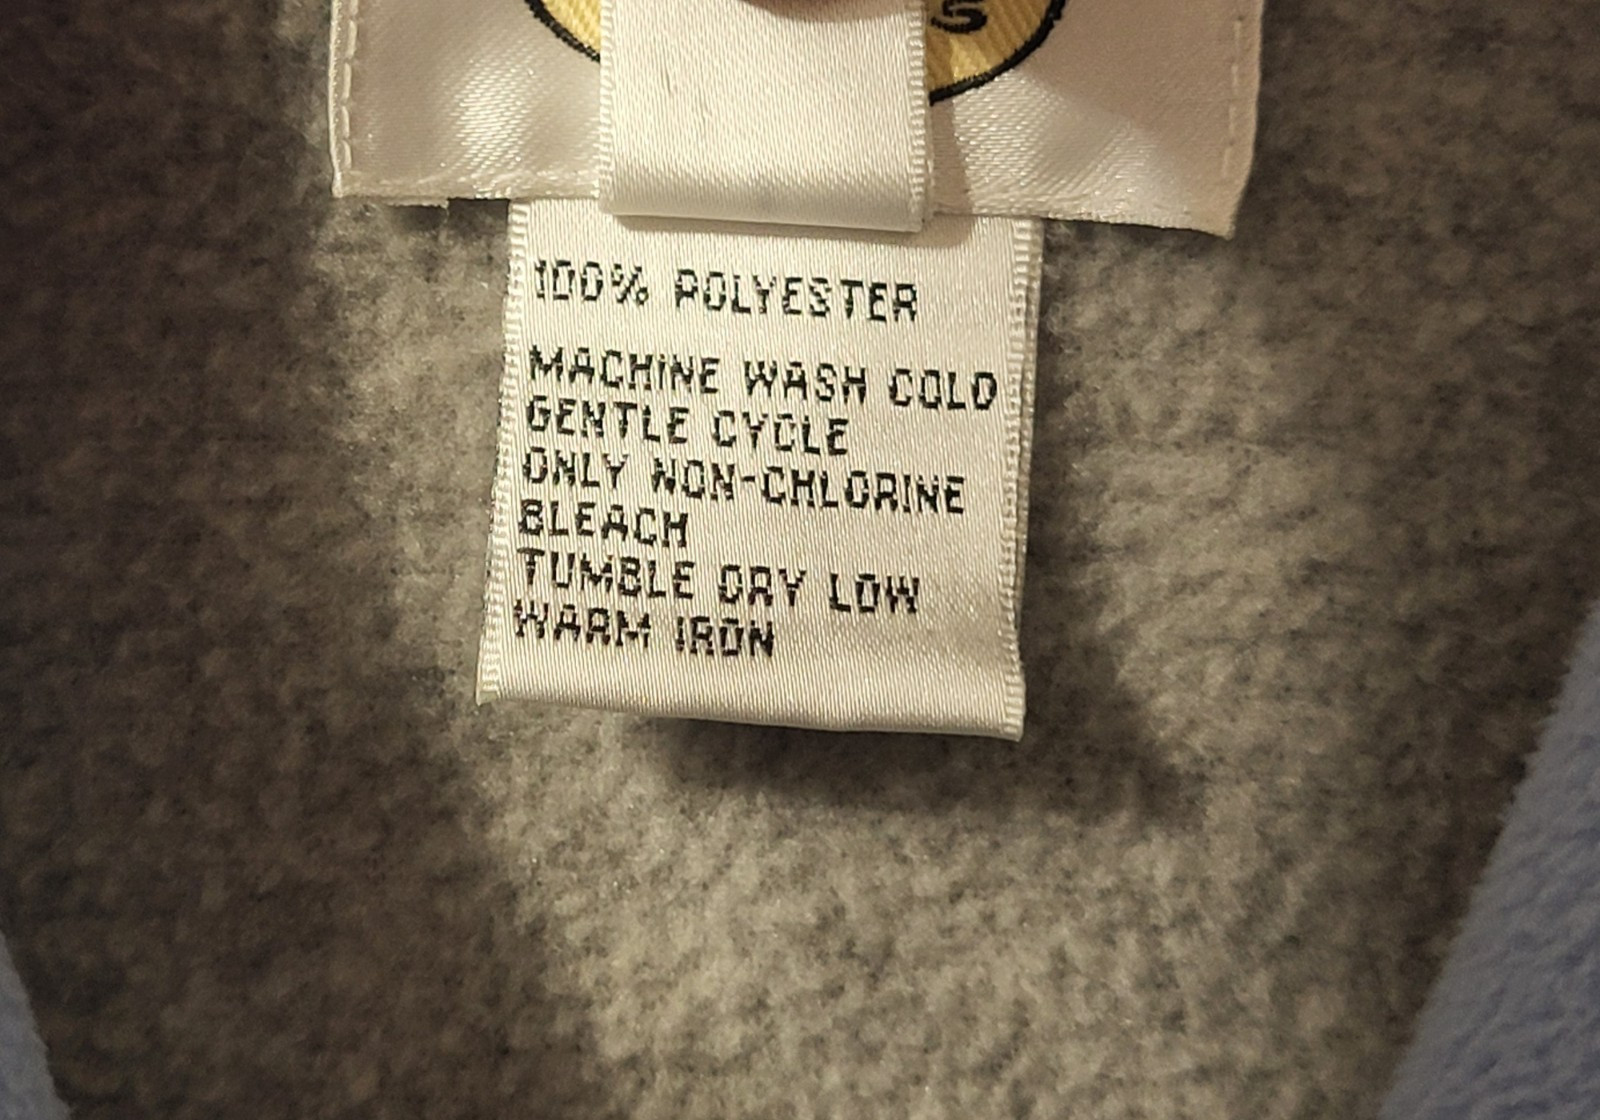 S
100% POLYESTER
MACHINE WASH COLD
GENTLE CYCLE
ONLY NON-CHLORINE
BLEACH
TUMBLE DRY LOW
WARM IRON